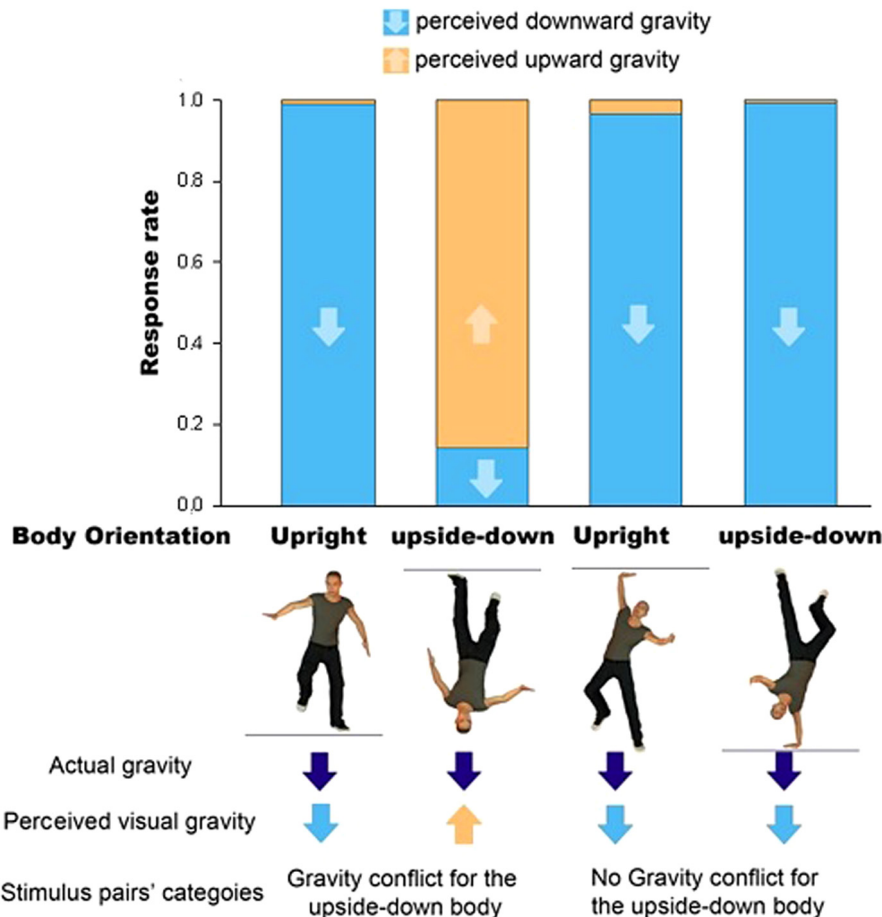 perceived downward gravity
perceived upward gravity
Response rate
1.0
0.8
0.6
0.4
0.2
0.0
Body Orientation Upright upside-down Upright upside-down
Actual gravity
Perceived visual gravity
Stimulus pairs' categoies
Gravity conflict for the
upside-down body
No Gravity conflict for
the upside-down body